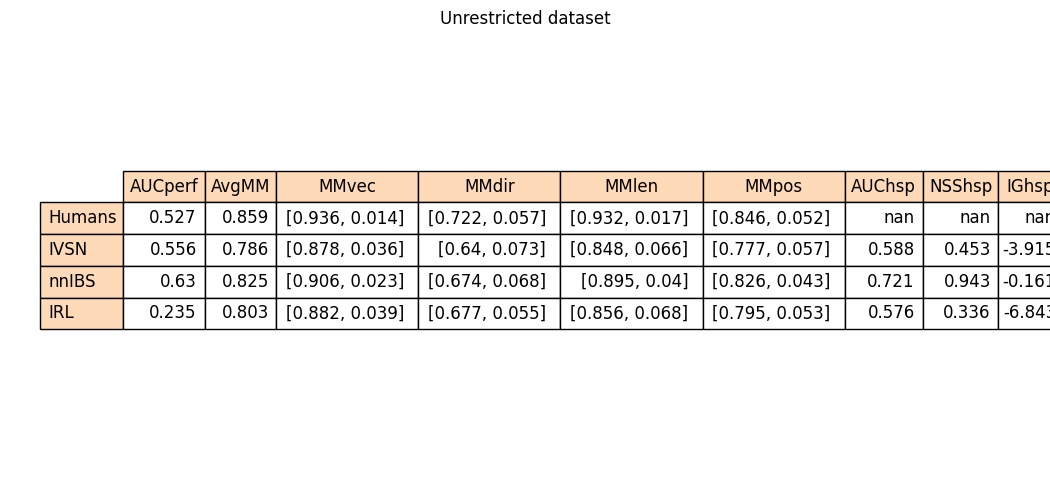 Unrestricted dataset
AUCperf AvgMM MMvec MMdir MMlen MMpos AUChsp NSShsp IGhsp
Humans 0.527 0.859 [0.936, 0.014] [0.722, 0.057] [0.932, 0.017] [0.846, 0.052] nan nan nan
IVSN 0.556 0.786 [0.878, 0.036] [0.64, 0.073] [0.848, 0.066] [0.777, 0.057] 0.588 0.453 -3.915
nnIBS 0.63 0.825 [0.906, 0.023] [0.674, 0.068] [0.895, 0.04] [0.826, 0.043] 0.721 0.943 -0.161
IRL 0.235 0.803 [0.882, 0.039] [0.677, 0.055] [0.856, 0.068] [0.795, 0.053] 0.576 0.336 -6.843